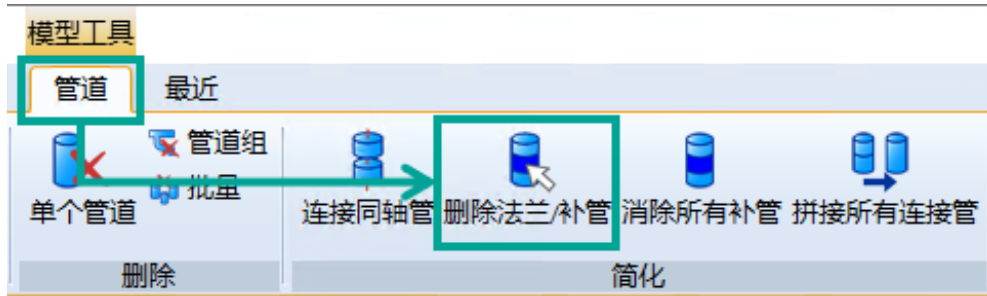 模型工具
管道 最近
管道组
批量
单个管道 连接同轴管 删除法兰/补管 消除所有补管 拼接所有连接管
删除 简化